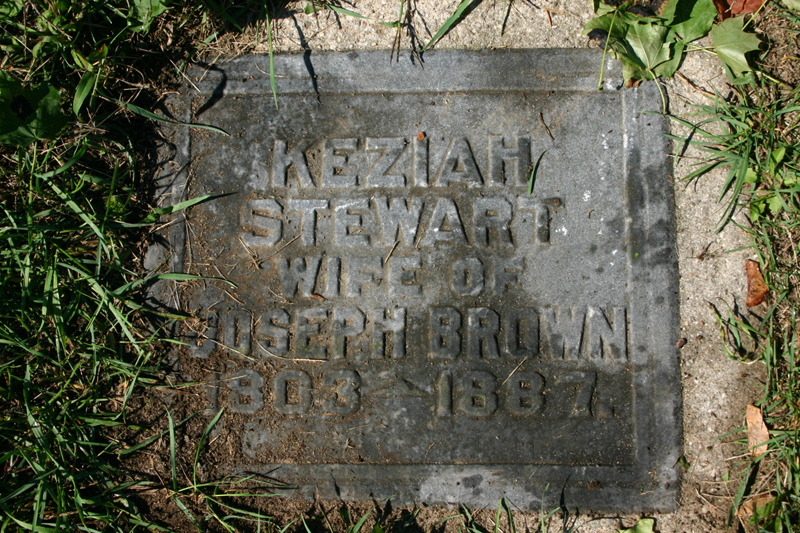 KEZIAH
STEWART
WIFE OF
JOSEPH BROWN
1803 – 1887.